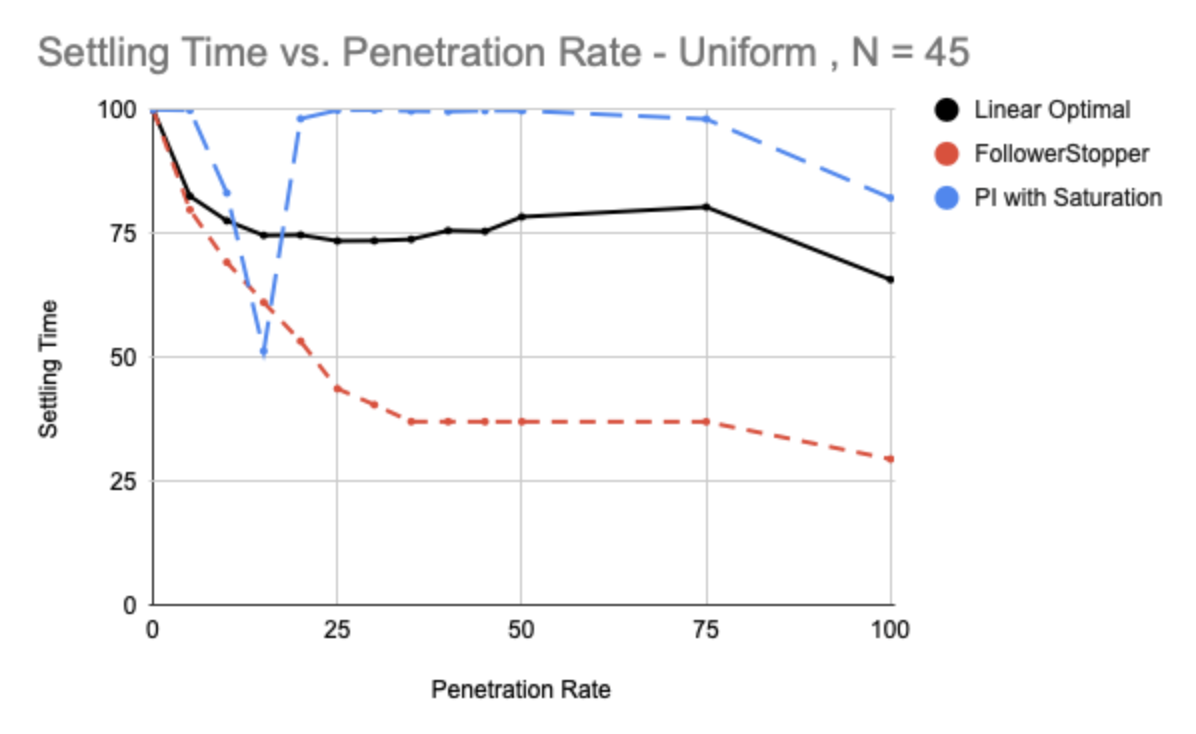 Settling Time vs. Penetration Rate - Uniform , N = 45
Linear Optimal
FollowerStopper
PI with Saturation
Settling Time
100
75
50
25
0
0 25 50 75 100
Penetration Rate